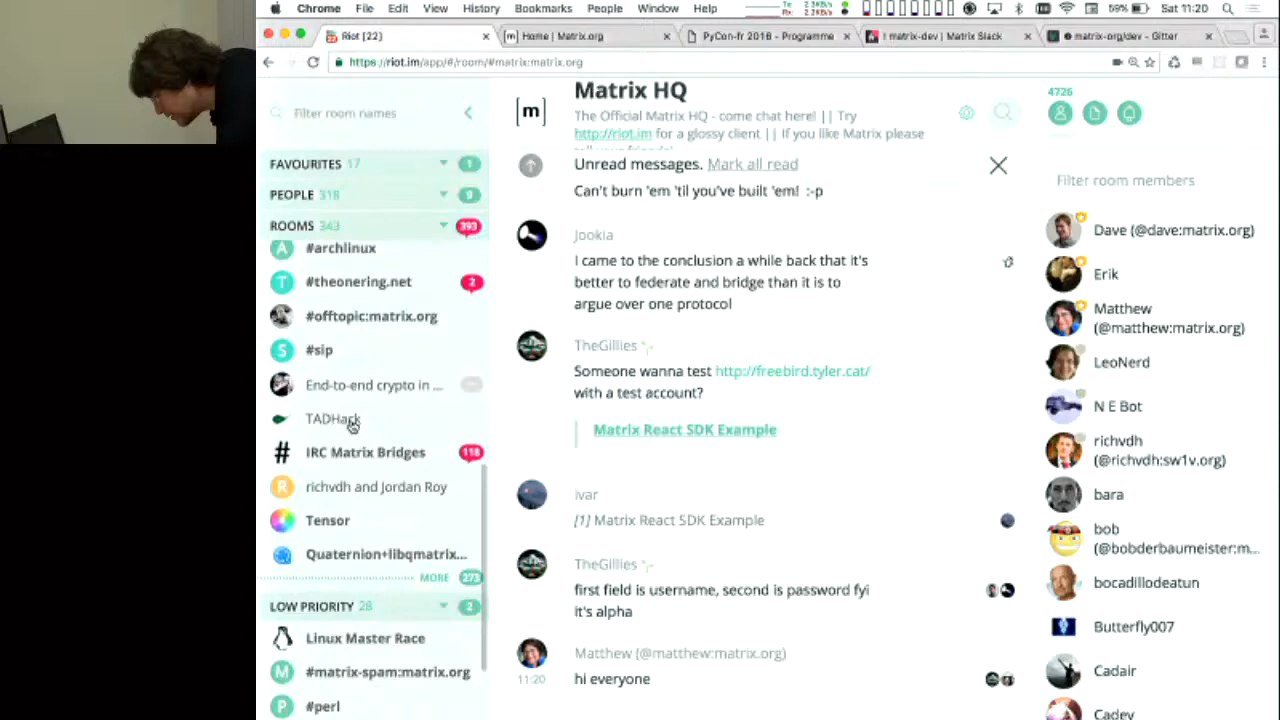 Chrome File Edit View History Bookmarks People Window Help 59% Sat 11:20
Riot [22] Home | Matrix.org PyCon-fr 2016 - Programme ! matrix-dev | Matrix Slack matrix-org/dev - Gitter
https://riot.im/app/#/room/#matrix:matrix.org
Filter room names
FAVOURITES 17 1
PEOPLE 318 9
ROOMS 343 393
#archlinux
#theonering.net 2
#offtopic:matrix.org
#sip
End-to-end crypto in ...
TADHack
IRC Matrix Bridges 118
richvdh and Jordan Roy
Tensor
Quaternion+libqmatrix...
MORE 273
LOW PRIORITY 28 2
Linux Master Race
#matrix-spam:matrix.org
#perl
[m]
Matrix HQ
The Official Matrix HQ - come chat here! || Try
http://riot.im for a glossy client || If you like Matrix please
Unread messages. Mark all read
Can't burn 'em 'til you've built 'em! :-p
Jookia
I came to the conclusion a while back that it's
better to federate and bridge than it is to
argue over one protocol
TheGillies
Someone wanna test http://freebird.tyler.cat/
with a test account?
Matrix React SDK Example
ivar
[1] Matrix React SDK Example
TheGillies
first field is username, second is password fyi
it's alpha
Matthew (@matthew:matrix.org)
11:20 hi everyone
4726
Filter room members
Dave (@dave:matrix.org)
Erik
Matthew
(@matthew:matrix.org)
LeoNerd
N E Bot
richvdh
(@richvdh:sw1v.org)
bara
bob
(@bobderbaumeister:m...
bocadillodeatun
Butterfly007
Cadair
Cadey